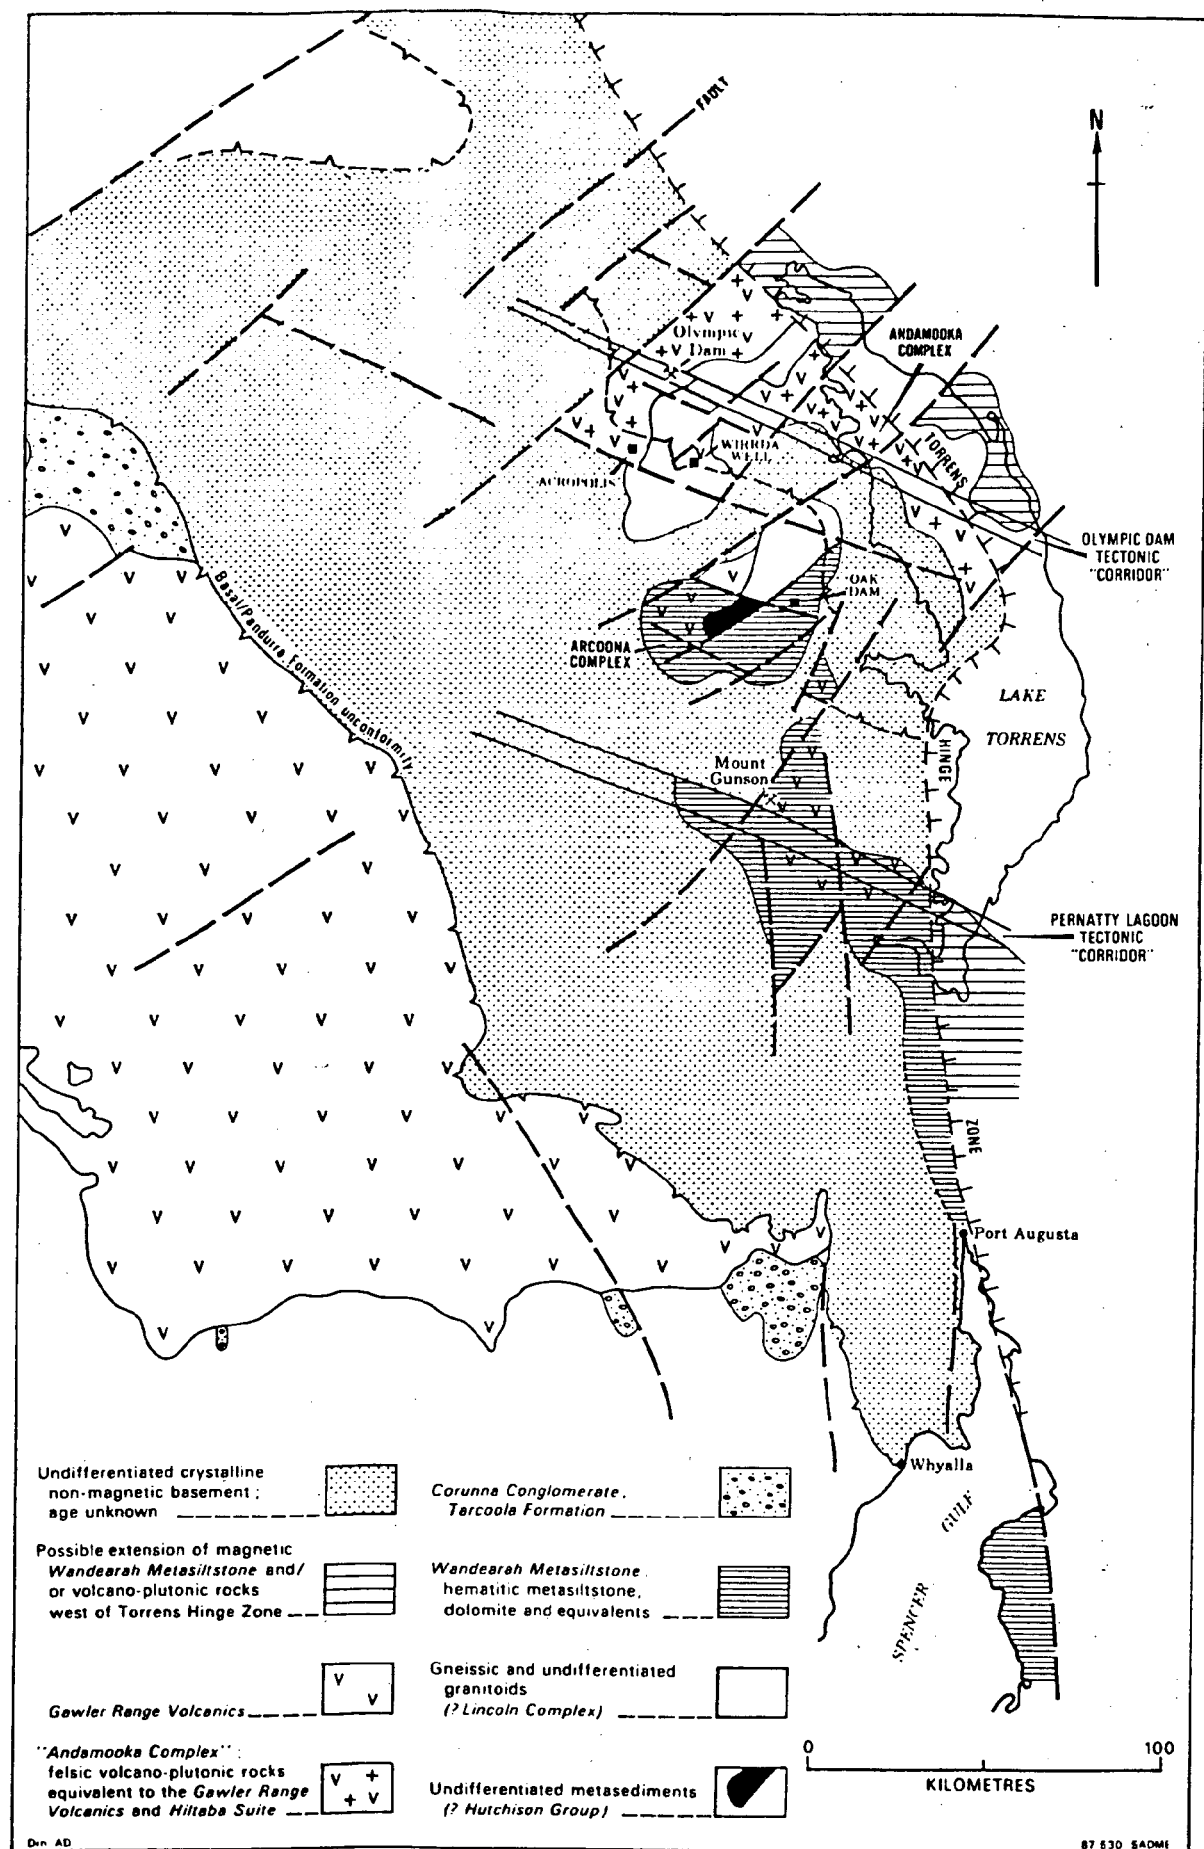 FAULT
N
ANDAMOOKA
COMPLEX
Olympic
Dam
TORRENS
WIRRDA
WELL
ACROPOLIS
OLYMPIC DAM
TECTONIC
"CORRIDOR"
OAK
DAM
Basal/Pandurra Formation unconformity
ARCOONA
COMPLEX
LAKE
TORRENS
HINGE
Mount
Gunson
PERNATTY LAGOON
TECTONIC
"CORRIDOR"
ZONE
Port Augusta
Whyalla
GULF
SPENCER
Undifferentiated crystalline
non-magnetic basement;
age unknown
Corunna Conglomerate,
Tarcoola Formation
Possible extension of magnetic
Wandearah Metasiltstone and/
or volcano-plutonic rocks
west of Torrens Hinge Zone
Wandearah Metasiltstone
hematitic metasiltstone,
dolomite and equivalents
Gawler Range Volcanics
Gneissic and undifferentiated
granitoids
(? Lincoln Complex)
"Andamooka Complex":
felsic volcano-plutonic rocks
equivalent to the Gawler Range
Volcanics and Hiltaba Suite
Undifferentiated metasediments
(? Hutchison Group)
0 100
KILOMETRES
Drn. AD
87 630 SADME